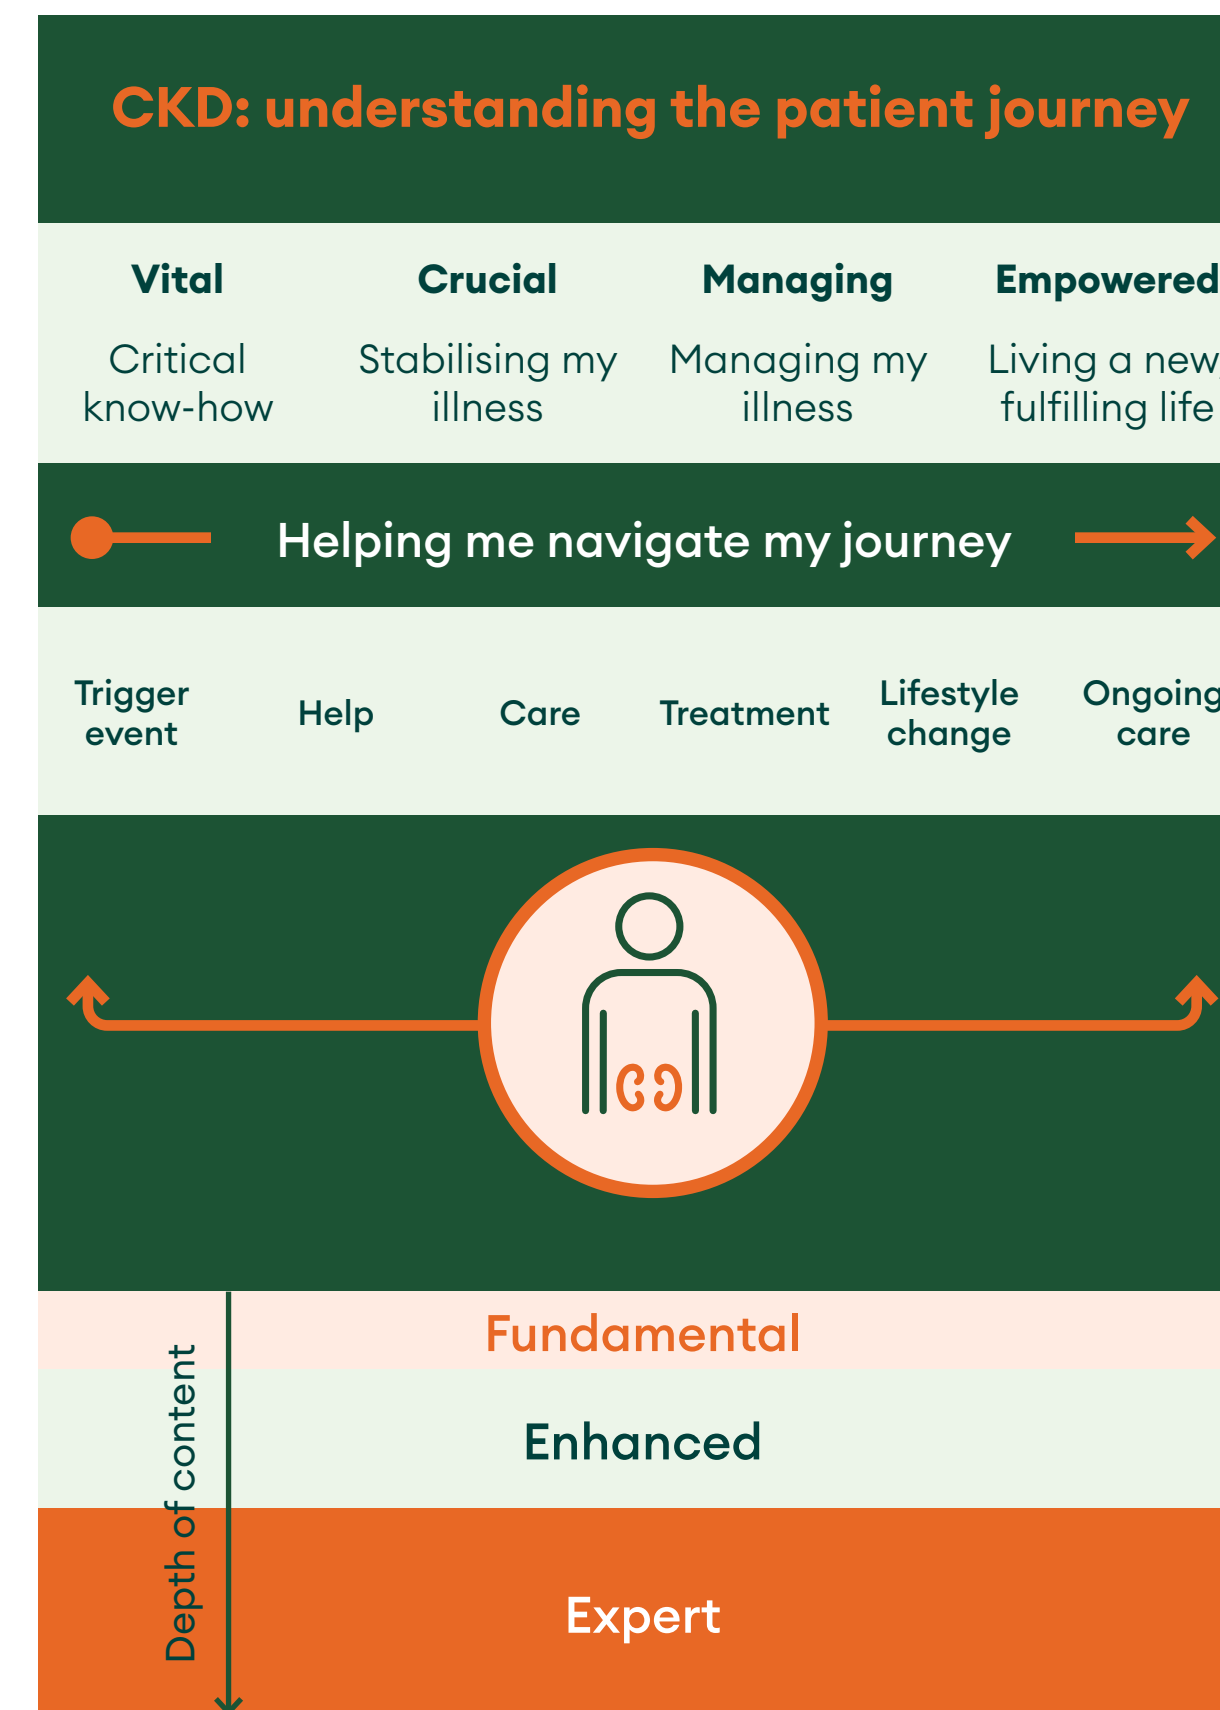 CKD: understanding the patient journey
Vital
Crucial
Managing
Empowered
Critical
know-how
Stabilising my
illness
Managing my
illness
Living a new,
fulfilling life
Helping me navigate my journey
Trigger
event
Help
Care
Treatment
Lifestyle
change
Ongoing
care
Fundamental
Enhanced
Expert
Depth of content